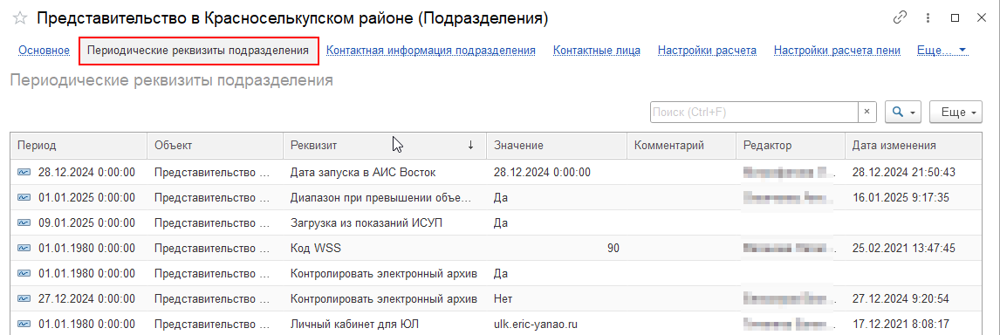 Представительство в Красноселькупском районе (Подразделения)
Основное Периодические реквизиты подразделения Контактная информация подразделения Контактные лица Настройки расчета Настройки расчета пени Еще...
Периодические реквизиты подразделения
Поиск (Ctrl+F) × Еще
Период Объект Реквизит ↓ Значение Комментарий Редактор Дата изменения
28.12.2024 0:00:00 Представительство ... Дата запуска в АИС Восток 28.12.2024 0:00:00 28.12.2024 21:50:43
01.01.2025 0:00:00 Представительство ... Диапазон при превышении объе... Да 16.01.2025 9:17:35
09.01.2025 0:00:00 Представительство ... Загрузка из показаний ИСУП Да
01.01.1980 0:00:00 Представительство ... Код WSS 90 25.02.2021 13:47:45
01.01.1980 0:00:00 Представительство ... Контролировать электронный архив Да
27.12.2024 0:00:00 Представительство ... Контролировать электронный архив Нет 27.12.2024 9:20:54
01.01.1980 0:00:00 Представительство ... Личный кабинет для ЮЛ ulk.eric-yanao.ru 17.12.2021 8:08:17